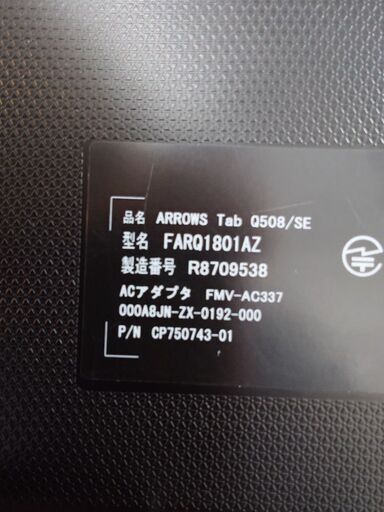 品名 ARROWS Tab Q508/SE
型名 FARQ1801AZ
製造番号 R8709538
ACアダプタ FMV-AC337
000A8JN-ZX-0192-000
P/N CP750743-01